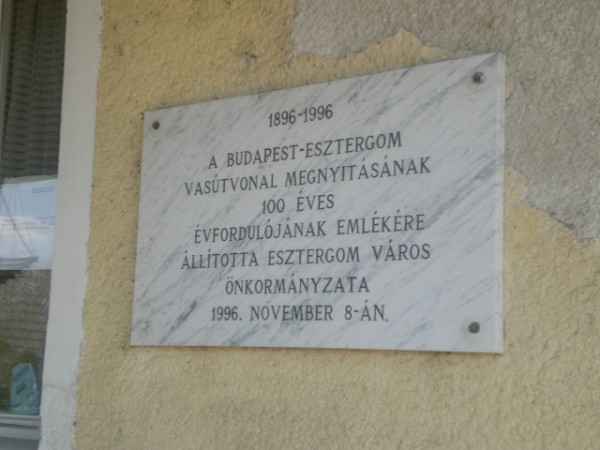 1896-1996
A BUDAPEST-ESZTERGOM
VASÚTVONAL MEGNYITÁSÁNAK
100 ÉVES
ÉVFORDULÓJÁNAK EMLÉKÉRE
ÁLLÍTOTTA ESZTERGOM VÁROS
ÖNKORMÁNYZATA
1996. NOVEMBER 8-ÁN.